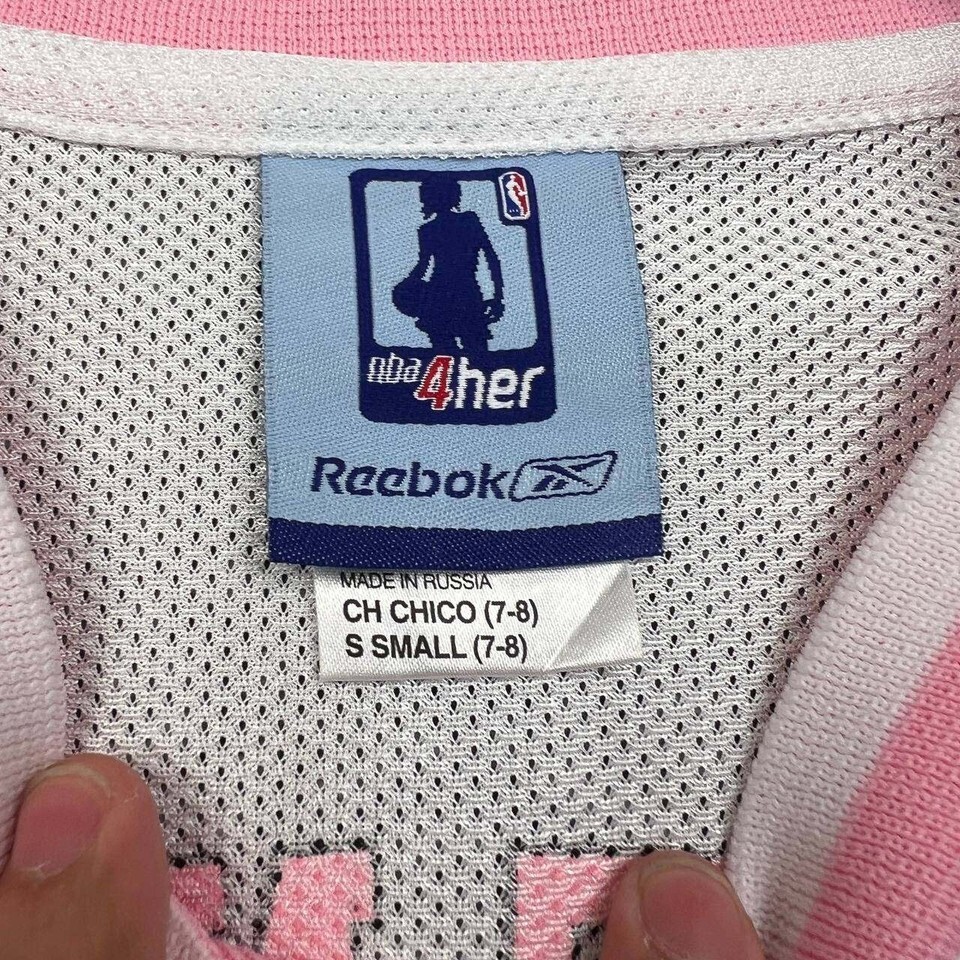 nba4her
Reebok
MADE IN RUSSIA
CH CHICO (7-8)
S SMALL (7-8)